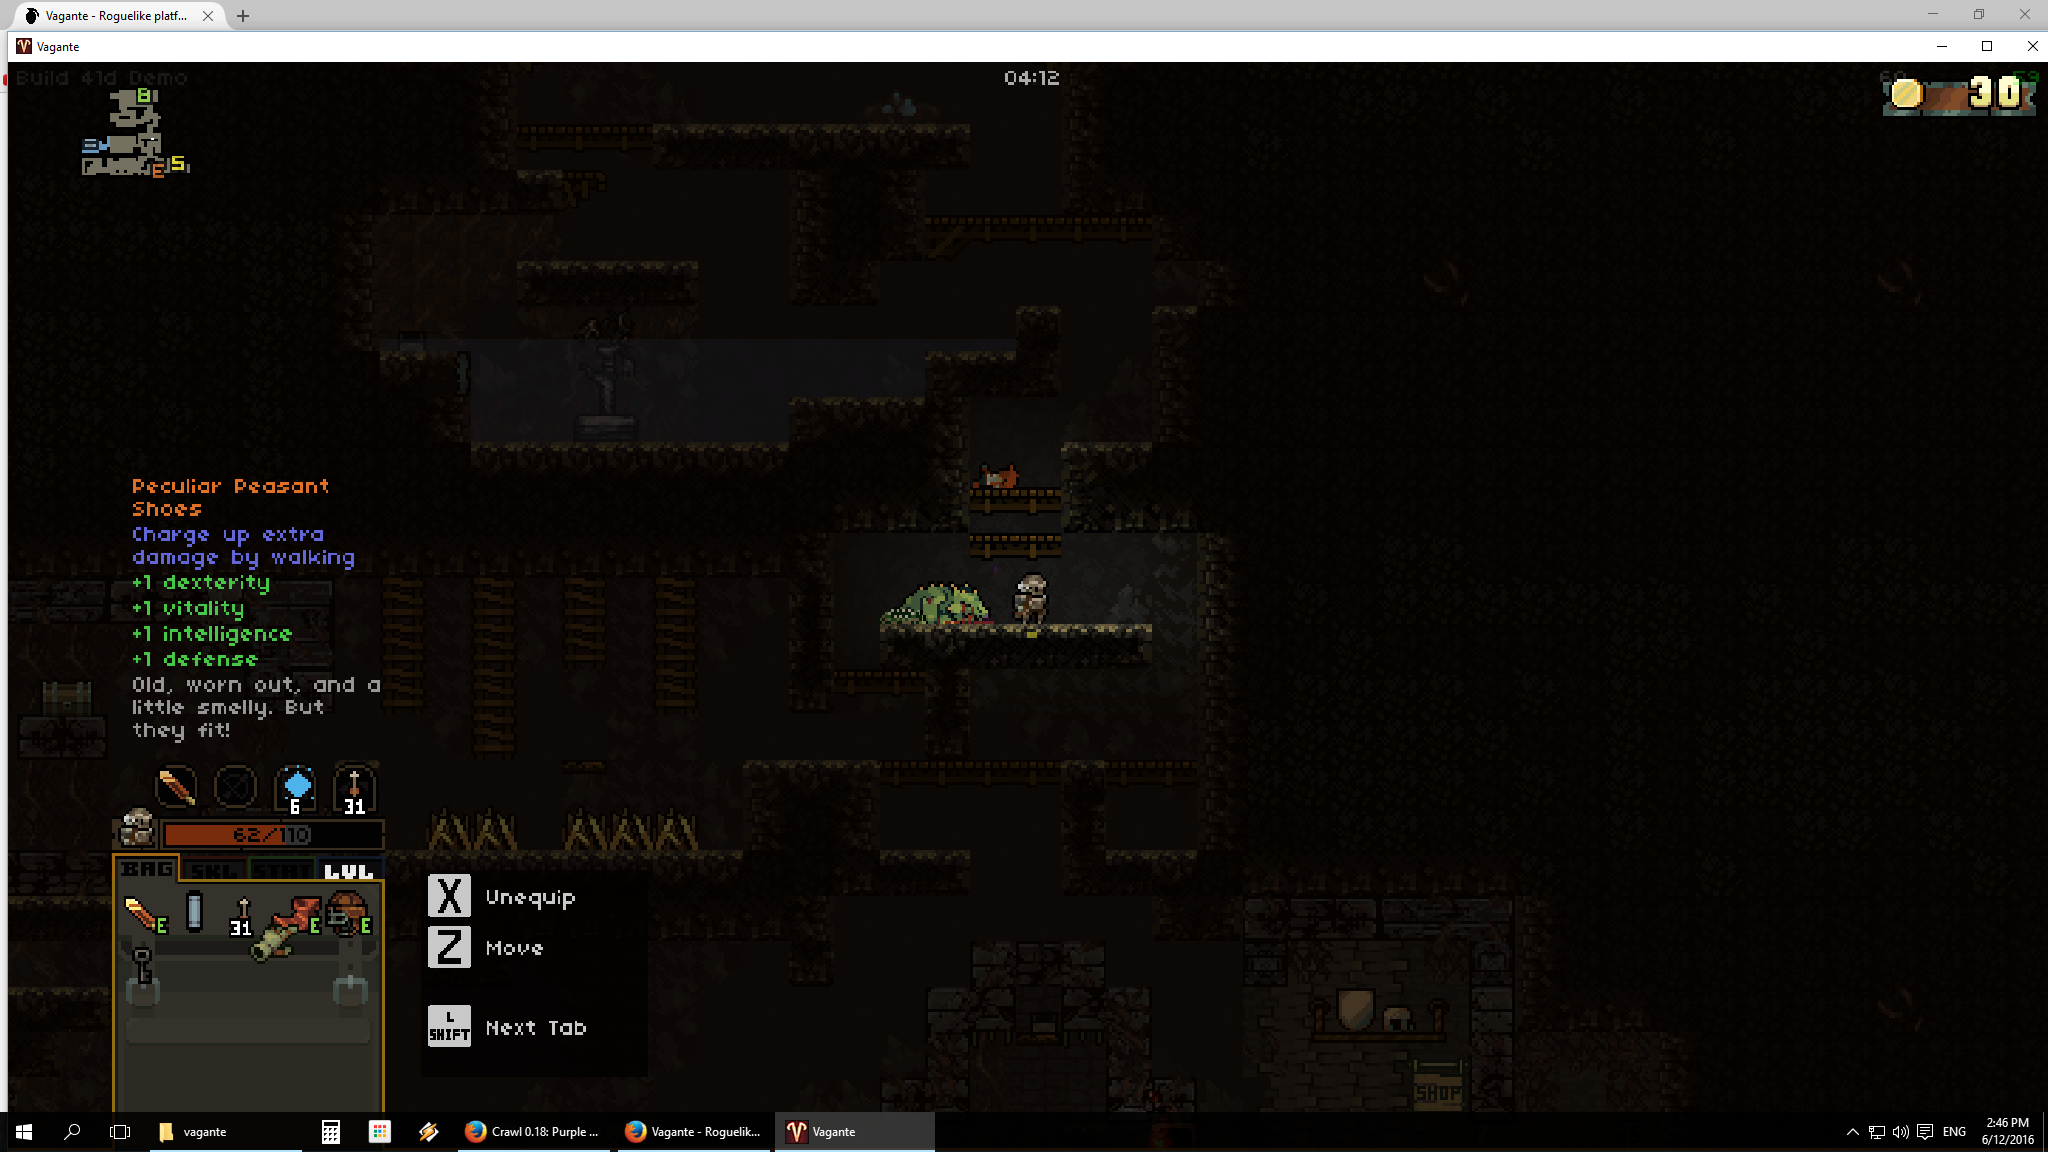 Vagante - Roguelike platf...
Vagante
Build 41d Demo
04:12
30
B
E
S
Peculiar Peasant
Shoes
Charge up extra
damage by walking
+1 dexterity
+1 vitality
+1 intelligence
+1 defense
Old, worn out, and a
little smelly. But
they fit!
6
31
62/110
BAG SKL STAT LVL
E
31
E
E
X Unequip
Z Move
L SHIFT Next Tab
SHOP
vagante
Crawl 0.18: Purple ...
Vagante - Roguelik...
Vagante
ENG
2:46 PM
6/12/2016